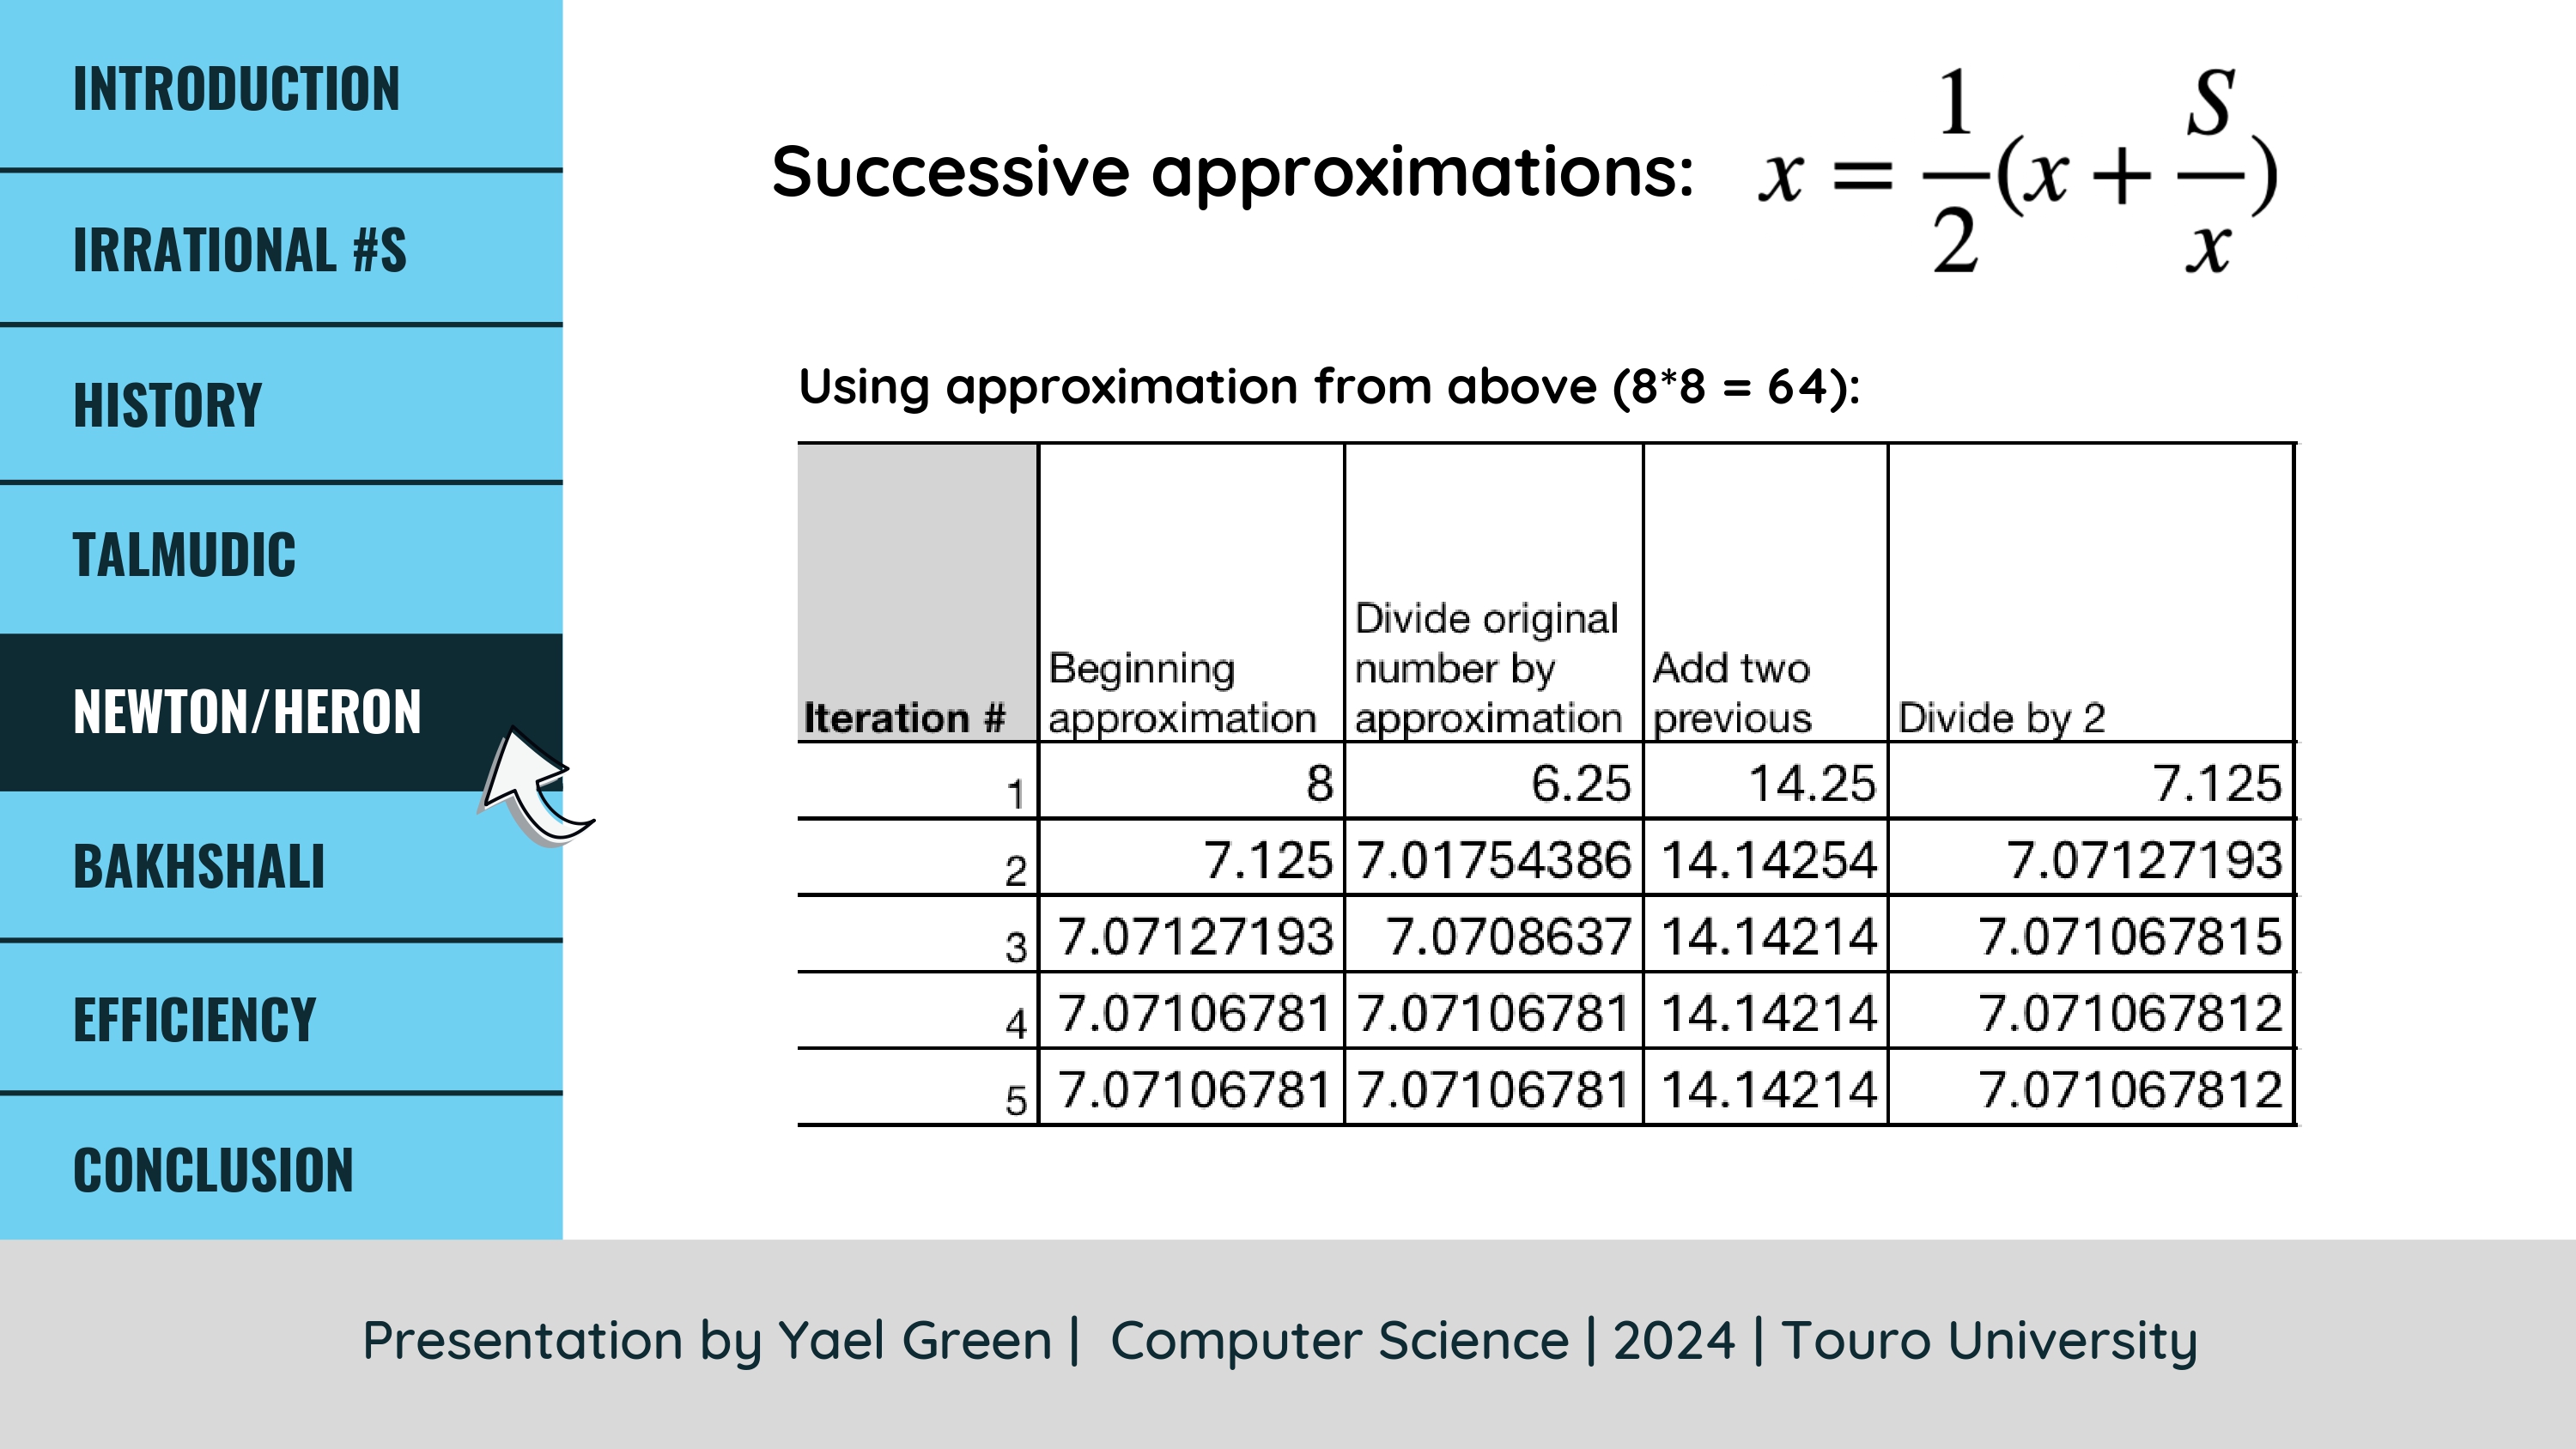 INTRODUCTION
IRRATIONAL #S
HISTORY
TALMUDIC
NEWTON/HERON
BAKHSHALI
EFFICIENCY
CONCLUSION
Successive approximations: x = 1/2(x + S/x)
Using approximation from above (8*8 = 64):
Iteration # Beginning approximation Divide original number by approximation Add two previous Divide by 2
1 8 6.25 14.25 7.125
2 7.125 7.01754386 14.14254 7.07127193
3 7.07127193 7.0708637 14.14214 7.071067815
4 7.07106781 7.07106781 14.14214 7.071067812
5 7.07106781 7.07106781 14.14214 7.071067812
Presentation by Yael Green | Computer Science | 2024 | Touro University